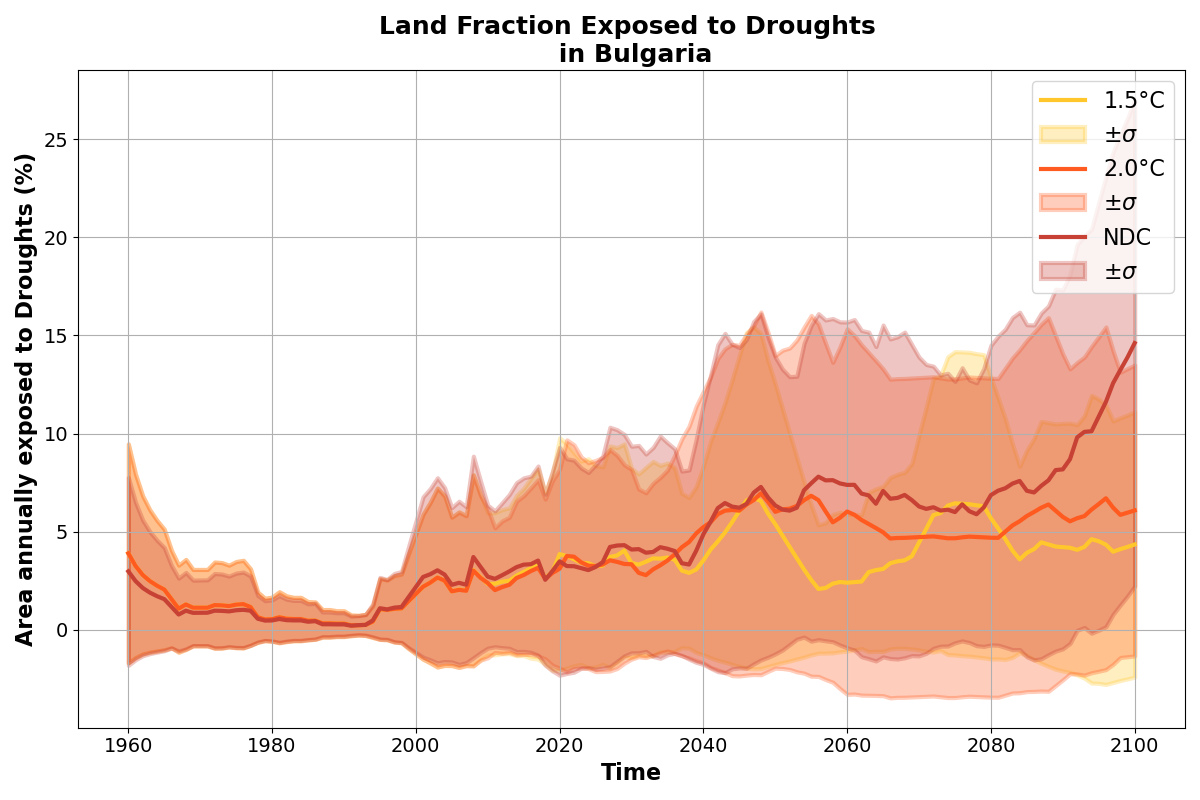 Land Fraction Exposed to Droughts
in Bulgaria
Area annually exposed to Droughts (%)
25
20
15
10
5
0
1960 1980 2000 2020 2040 2060 2080 2100
Time
1.5°C
±σ
2.0°C
±σ
NDC
±σ